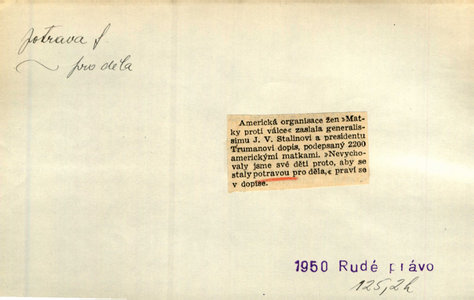 potrava f
pro děla
Americká organisace žen »Mat-
ky proti válce« zaslala generalis-
simu J. V. Stalinovi a presidentu
Trumanovi dopis, podepsaný 2200
americkými matkami. »Nevycho-
valy jsme své děti proto, aby se
staly potravou pro děla,« praví se
v dopise.
1950 Rudé právo
125,2h